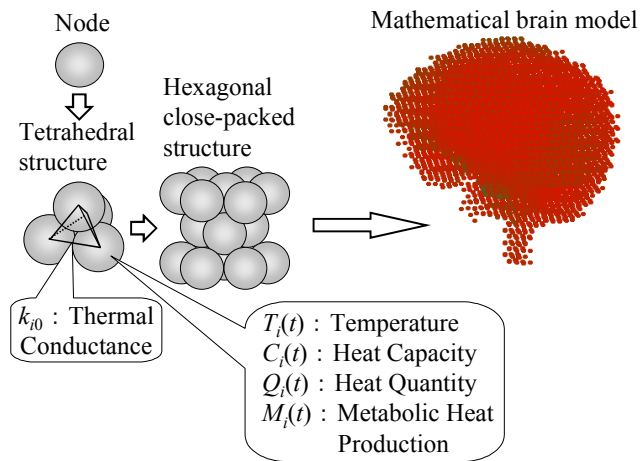 Node
Mathematical brain model
Hexagonal
close-packed
structure
Tetrahedral
structure
k_{i0} : Thermal
Conductance
T_i(t) : Temperature
C_i(t) : Heat Capacity
Q_i(t) : Heat Quantity
M_i(t) : Metabolic Heat
Production